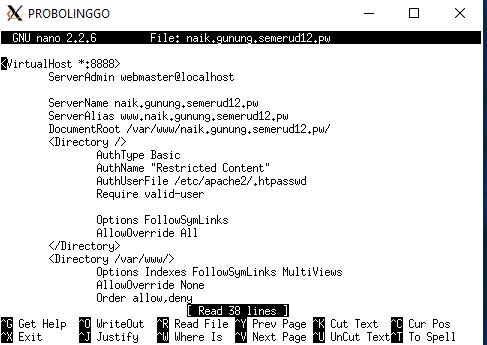 PROBOLINGGO
GNU nano 2.2.6 File: naik.gunung.semerud12.pw
<VirtualHost *:8888>
ServerAdmin webmaster@localhost
ServerName naik.gunung.semerud12.pw
ServerAlias www.naik.gunung.semerud12.pw
DocumentRoot /var/www/naik.gunung.semerud12.pw/
<Directory />
AuthType Basic
AuthName "Restricted Content"
AuthUserFile /etc/apache2/.htpasswd
Require valid-user
Options FollowSymLinks
AllowOverride All
</Directory>
<Directory /var/www/>
Options Indexes FollowSymLinks MultiViews
AllowOverride None
Order allow,deny
[ Read 38 lines ]
^G Get Help ^O WriteOut ^R Read File ^Y Prev Page ^K Cut Text ^C Cur Pos
^X Exit ^J Justify ^W Where Is ^V Next Page ^U UnCut Text ^T To Spell